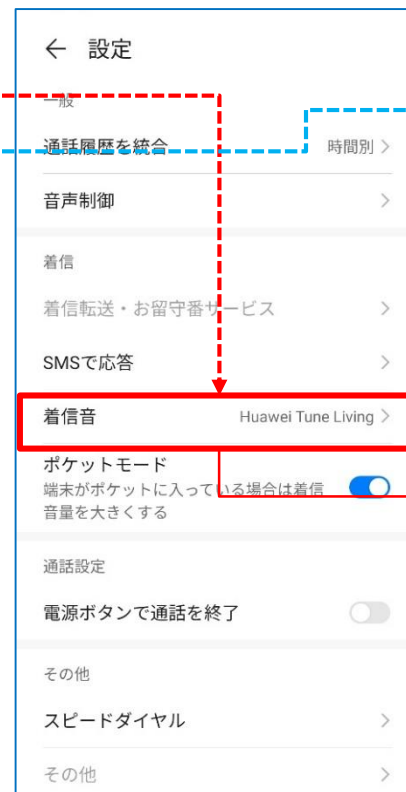 ← 設定
一般
通話履歴を統合 時間別 >
音声制御 >
着信
着信転送・お留守番サービス >
SMSで応答 >
着信音 Huawei Tune Living >
ポケットモード
端末がポケットに入っている場合は着信
音量を大きくする
通話設定
電源ボタンで通話を終了
その他
スピードダイヤル >
その他 >